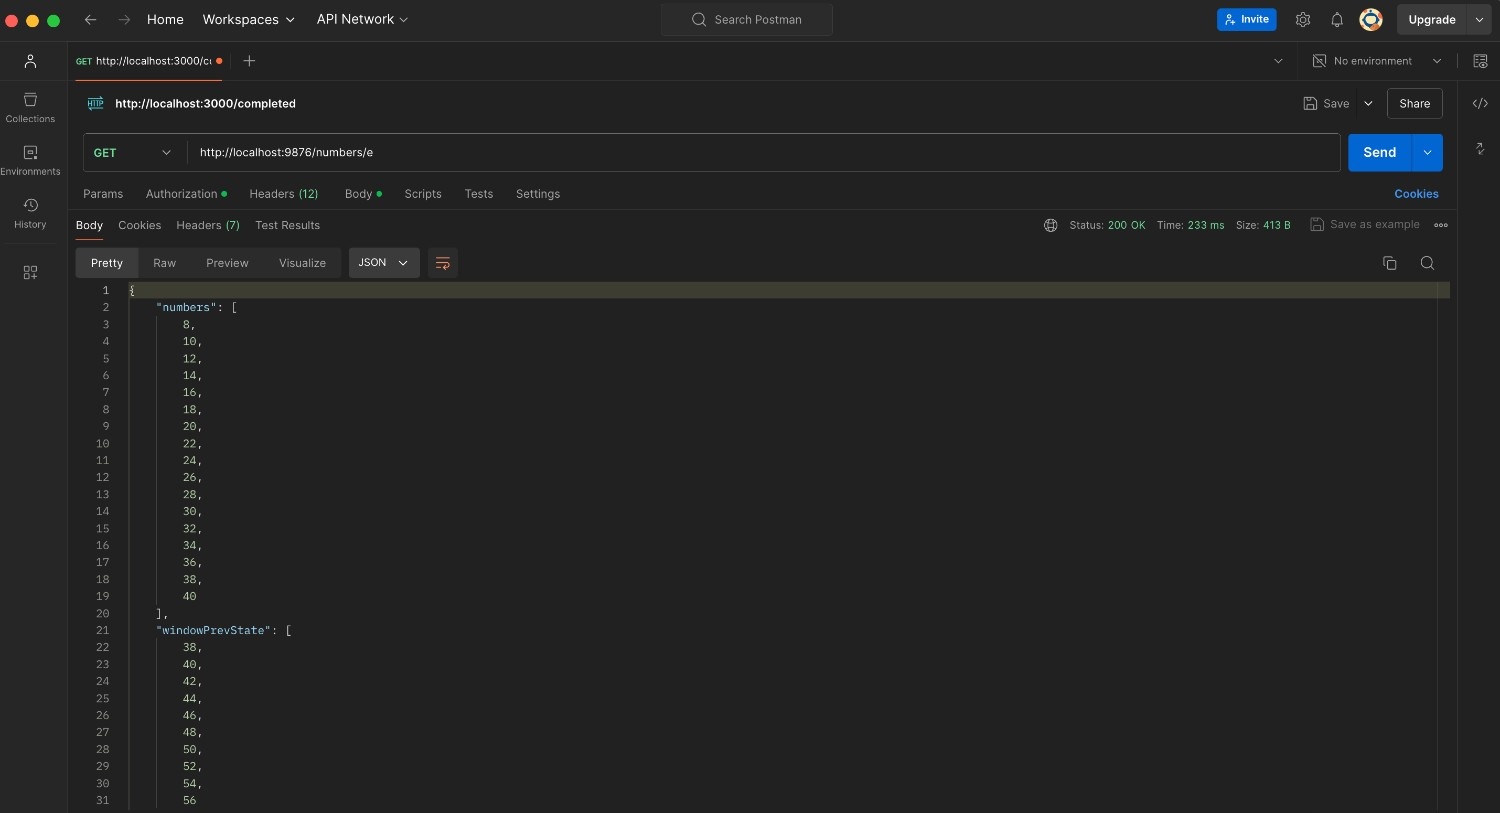 Home Workspaces API Network Search Postman Invite Upgrade
GET http://localhost:3000/c No environment
http://localhost:3000/completed Save Share
Collections
GET http://localhost:9876/numbers/e Send
Environments
Params Authorization Headers (12) Body Scripts Tests Settings Cookies
History
Body Cookies Headers (7) Test Results Status: 200 OK Time: 233 ms Size: 413 B Save as example
Pretty Raw Preview Visualize JSON
1 {
2 "numbers": [
3 8,
4 10,
5 12,
6 14,
7 16,
8 18,
9 20,
10 22,
11 24,
12 26,
13 28,
14 30,
15 32,
16 34,
17 36,
18 38,
19 40
20 ],
21 "windowPrevState": [
22 38,
23 40,
24 42,
25 44,
26 46,
27 48,
28 50,
29 52,
30 54,
31 56